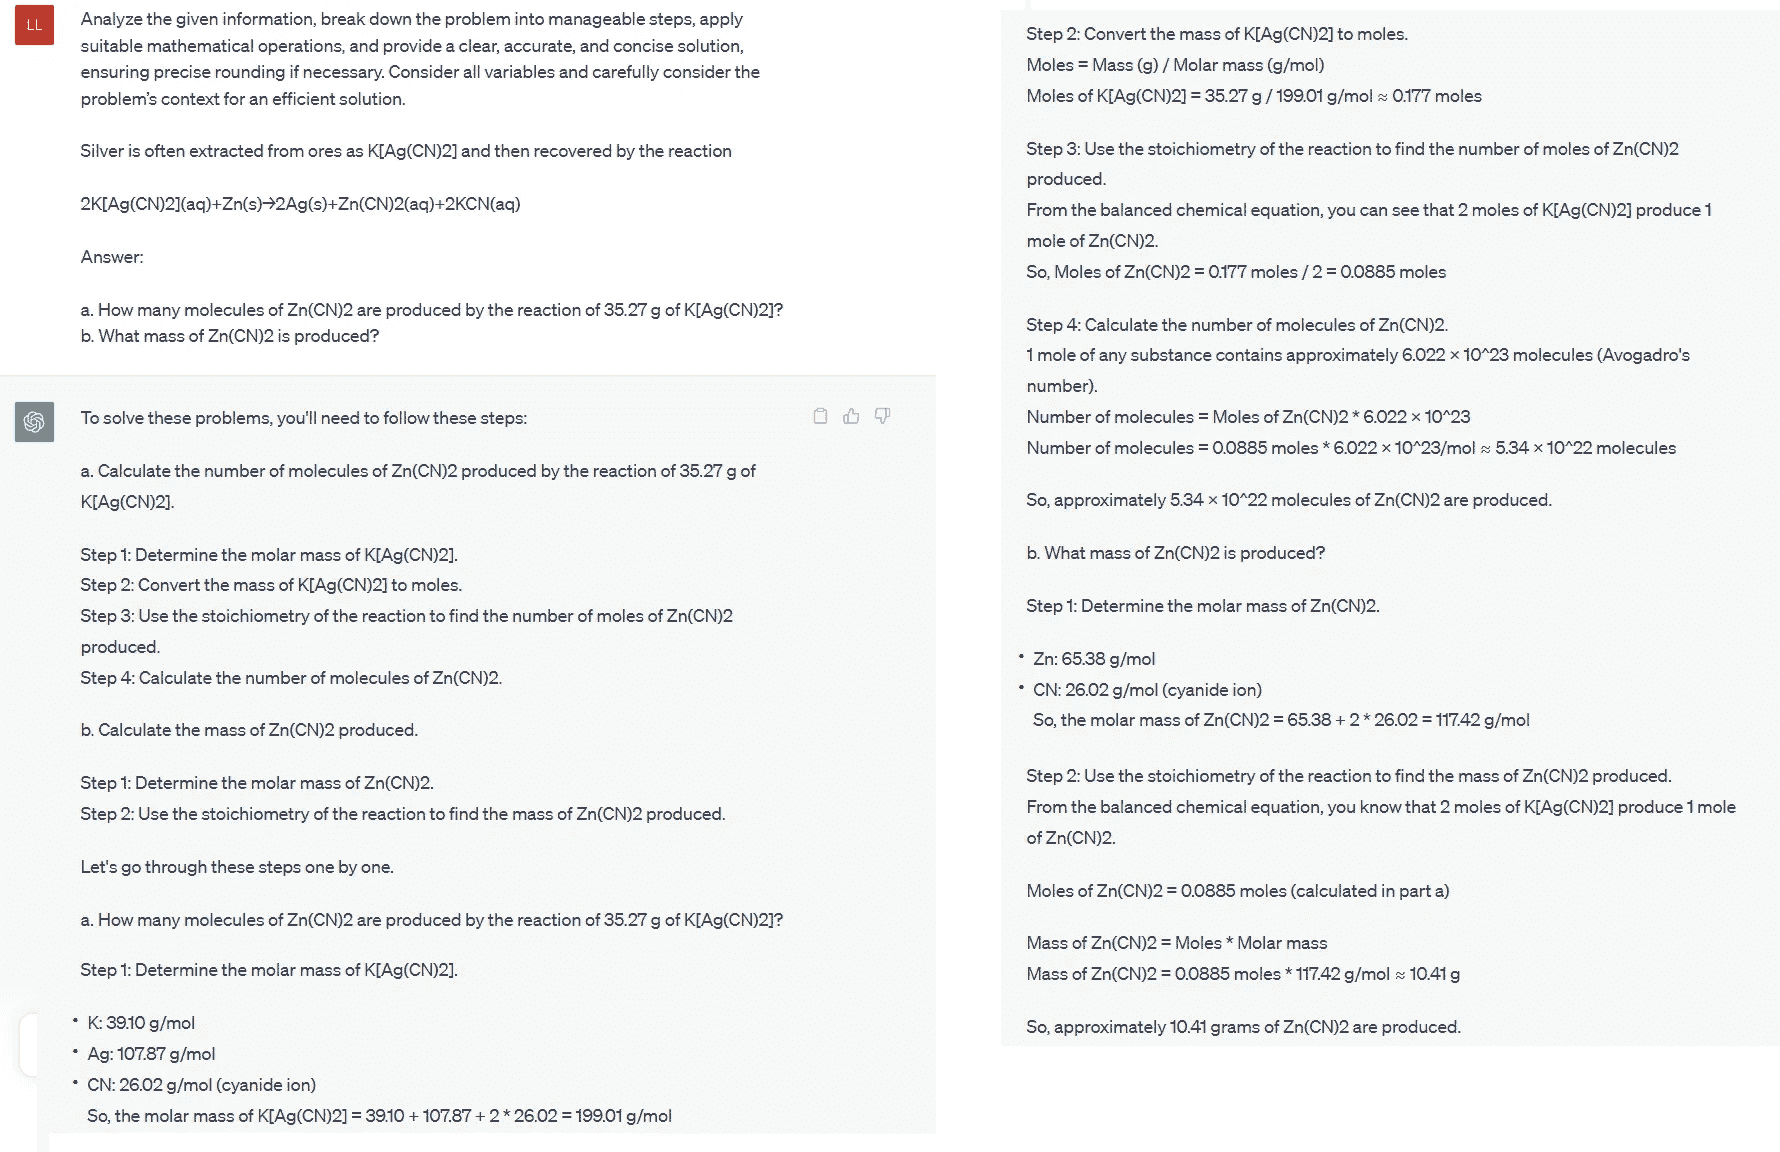 LL
Analyze the given information, break down the problem into manageable steps, apply
suitable mathematical operations, and provide a clear, accurate, and concise solution,
ensuring precise rounding if necessary. Consider all variables and carefully consider the
problem's context for an efficient solution.
Silver is often extracted from ores as K[Ag(CN)2] and then recovered by the reaction
2K[Ag(CN)2](aq)+Zn(s)→2Ag(s)+Zn(CN)2(aq)+2KCN(aq)
Answer:
a. How many molecules of Zn(CN)2 are produced by the reaction of 35.27 g of K[Ag(CN)2]?
b. What mass of Zn(CN)2 is produced?
To solve these problems, you'll need to follow these steps:
a. Calculate the number of molecules of Zn(CN)2 produced by the reaction of 35.27 g of
K[Ag(CN)2].
Step 1: Determine the molar mass of K[Ag(CN)2].
Step 2: Convert the mass of K[Ag(CN)2] to moles.
Step 3: Use the stoichiometry of the reaction to find the number of moles of Zn(CN)2
produced.
Step 4: Calculate the number of molecules of Zn(CN)2.
b. Calculate the mass of Zn(CN)2 produced.
Step 1: Determine the molar mass of Zn(CN)2.
Step 2: Use the stoichiometry of the reaction to find the mass of Zn(CN)2 produced.
Let's go through these steps one by one.
a. How many molecules of Zn(CN)2 are produced by the reaction of 35.27 g of K[Ag(CN)2]?
Step 1: Determine the molar mass of K[Ag(CN)2].
• K: 39.10 g/mol
• Ag: 107.87 g/mol
• CN: 26.02 g/mol (cyanide ion)
So, the molar mass of K[Ag(CN)2] = 39.10 + 107.87 + 2 * 26.02 = 199.01 g/mol
Step 2: Convert the mass of K[Ag(CN)2] to moles.
Moles = Mass (g) / Molar mass (g/mol)
Moles of K[Ag(CN)2] = 35.27 g / 199.01 g/mol ≈ 0.177 moles
Step 3: Use the stoichiometry of the reaction to find the number of moles of Zn(CN)2
produced.
From the balanced chemical equation, you can see that 2 moles of K[Ag(CN)2] produce 1
mole of Zn(CN)2.
So, Moles of Zn(CN)2 = 0.177 moles / 2 = 0.0885 moles
Step 4: Calculate the number of molecules of Zn(CN)2.
1 mole of any substance contains approximately 6.022 × 10^23 molecules (Avogadro's
number).
Number of molecules = Moles of Zn(CN)2 * 6.022 × 10^23
Number of molecules = 0.0885 moles * 6.022 × 10^23/mol ≈ 5.34 × 10^22 molecules
So, approximately 5.34 × 10^22 molecules of Zn(CN)2 are produced.
b. What mass of Zn(CN)2 is produced?
Step 1: Determine the molar mass of Zn(CN)2.
• Zn: 65.38 g/mol
• CN: 26.02 g/mol (cyanide ion)
So, the molar mass of Zn(CN)2 = 65.38 + 2 * 26.02 = 117.42 g/mol
Step 2: Use the stoichiometry of the reaction to find the mass of Zn(CN)2 produced.
From the balanced chemical equation, you know that 2 moles of K[Ag(CN)2] produce 1 mole
of Zn(CN)2.
Moles of Zn(CN)2 = 0.0885 moles (calculated in part a)
Mass of Zn(CN)2 = Moles * Molar mass
Mass of Zn(CN)2 = 0.0885 moles * 117.42 g/mol ≈ 10.41 g
So, approximately 10.41 grams of Zn(CN)2 are produced.